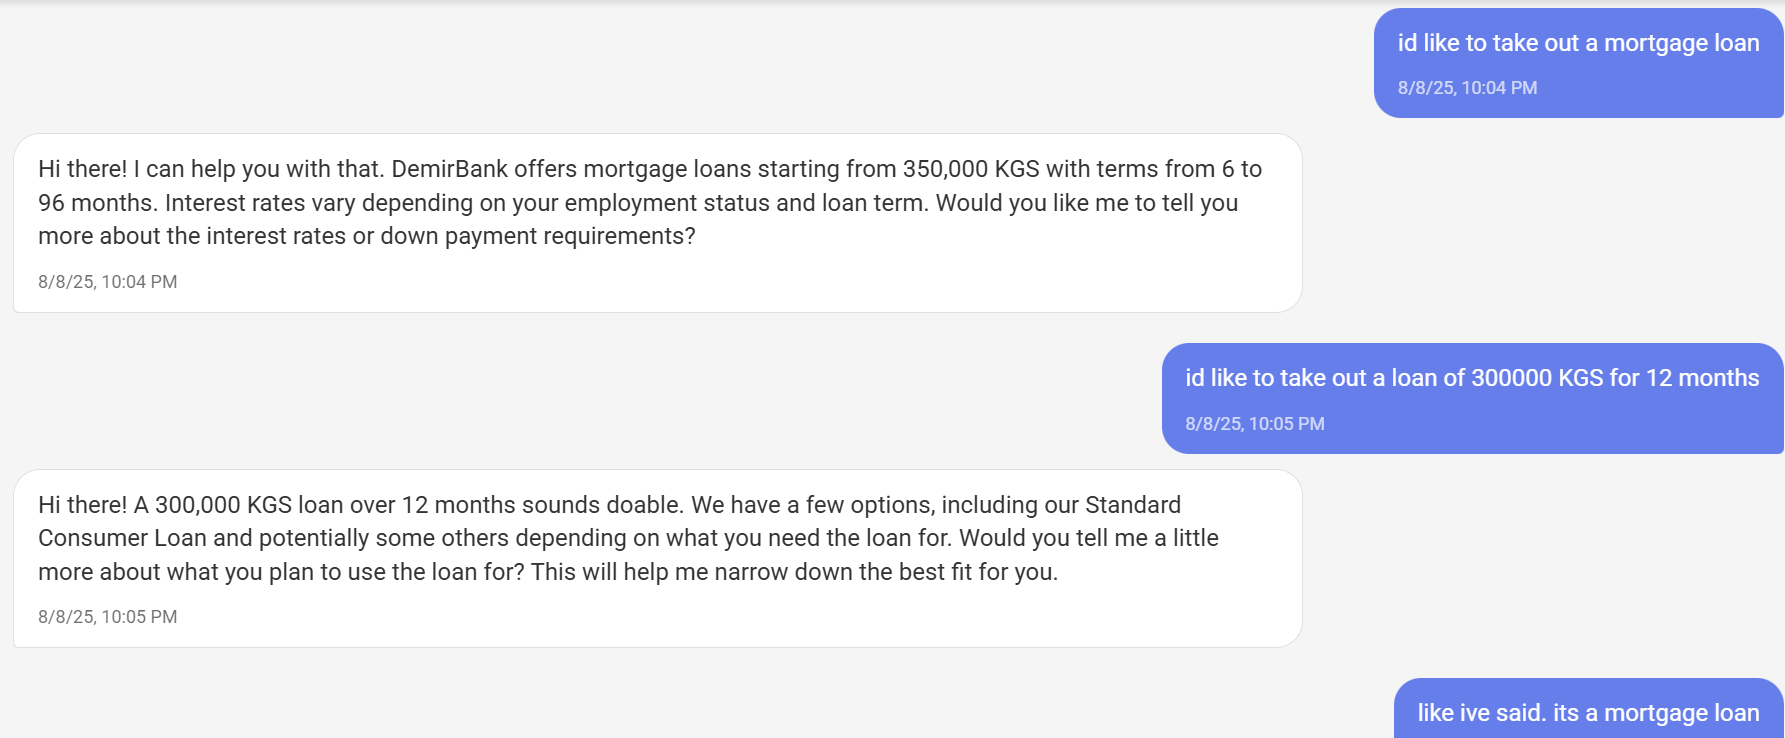 id like to take out a mortgage loan
8/8/25, 10:04 PM
Hi there! I can help you with that. DemirBank offers mortgage loans starting from 350,000 KGS with terms from 6 to
96 months. Interest rates vary depending on your employment status and loan term. Would you like me to tell you
more about the interest rates or down payment requirements?
8/8/25, 10:04 PM
id like to take out a loan of 300000 KGS for 12 months
8/8/25, 10:05 PM
Hi there! A 300,000 KGS loan over 12 months sounds doable. We have a few options, including our Standard
Consumer Loan and potentially some others depending on what you need the loan for. Would you tell me a little
more about what you plan to use the loan for? This will help me narrow down the best fit for you.
8/8/25, 10:05 PM
like ive said. its a mortgage loan